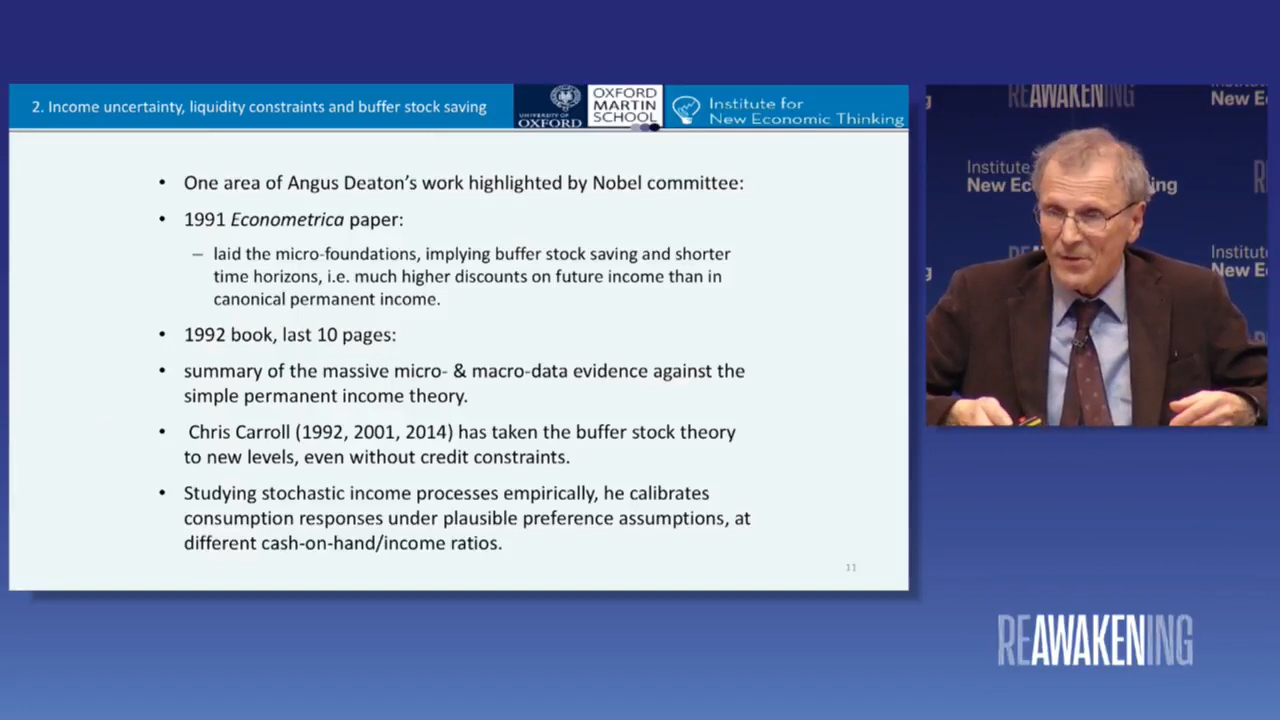 2. Income uncertainty, liquidity constraints and buffer stock saving
UNIVERSITY OF
OXFORD
OXFORD
MARTIN
SCHOOL
Institute for
New Economic Thinking
• One area of Angus Deaton’s work highlighted by Nobel committee:
• 1991 Econometrica paper:
– laid the micro-foundations, implying buffer stock saving and shorter
time horizons, i.e. much higher discounts on future income than in
canonical permanent income.
• 1992 book, last 10 pages:
• summary of the massive micro- & macro-data evidence against the
simple permanent income theory.
• Chris Carroll (1992, 2001, 2014) has taken the buffer stock theory
to new levels, even without credit constraints.
• Studying stochastic income processes empirically, he calibrates
consumption responses under plausible preference assumptions, at
different cash-on-hand/income ratios.
11
REAWAKENING
New E
Institute
New Ec ing
Institut
New E
REAWAKENING